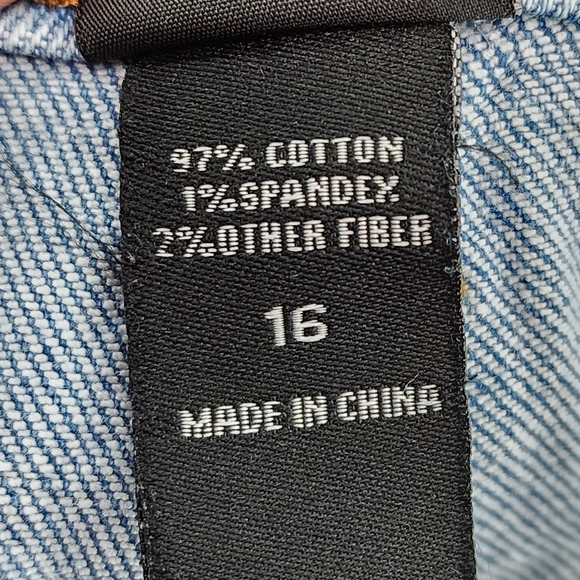 97% COTTON
1%SPANDEX
2%OTHER FIBER
16
MADE IN CHINA